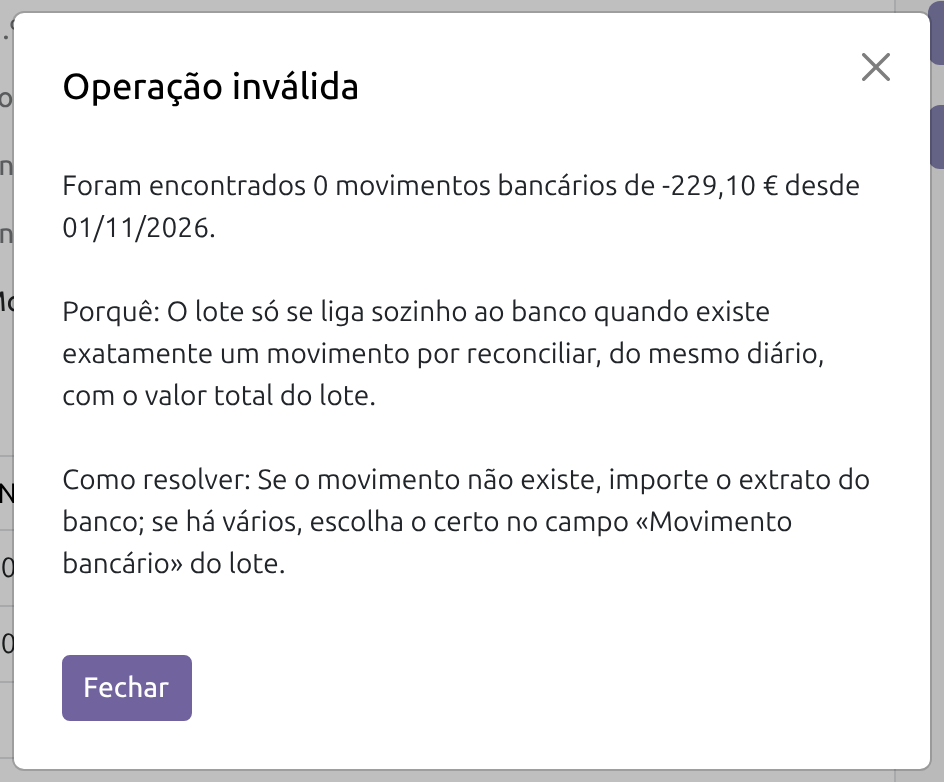 Operação inválida
Foram encontrados 0 movimentos bancários de -229,10 € desde
01/11/2026.
Porquê: O lote só se liga sozinho ao banco quando existe
exatamente um movimento por reconciliar, do mesmo diário,
com o valor total do lote.
Como resolver: Se o movimento não existe, importe o extrato do
banco; se há vários, escolha o certo no campo «Movimento
bancário» do lote.
Fechar